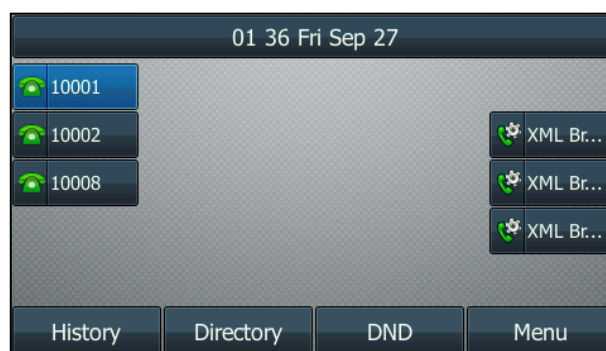 01 36 Fri Sep 27
10001
10002
10008
XML Br...
XML Br...
XML Br...
History Directory DND Menu